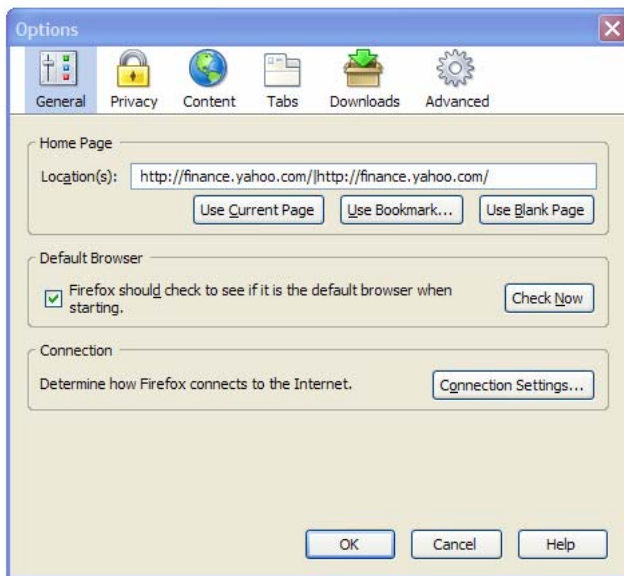 Options
General Privacy Content Tabs Downloads Advanced
Home Page
Location(s): http://finance.yahoo.com/|http://finance.yahoo.com/
Use Current Page Use Bookmark... Use Blank Page
Default Browser
Firefox should check to see if it is the default browser when
starting.
Check Now
Connection
Determine how Firefox connects to the Internet. Connection Settings...
OK Cancel Help